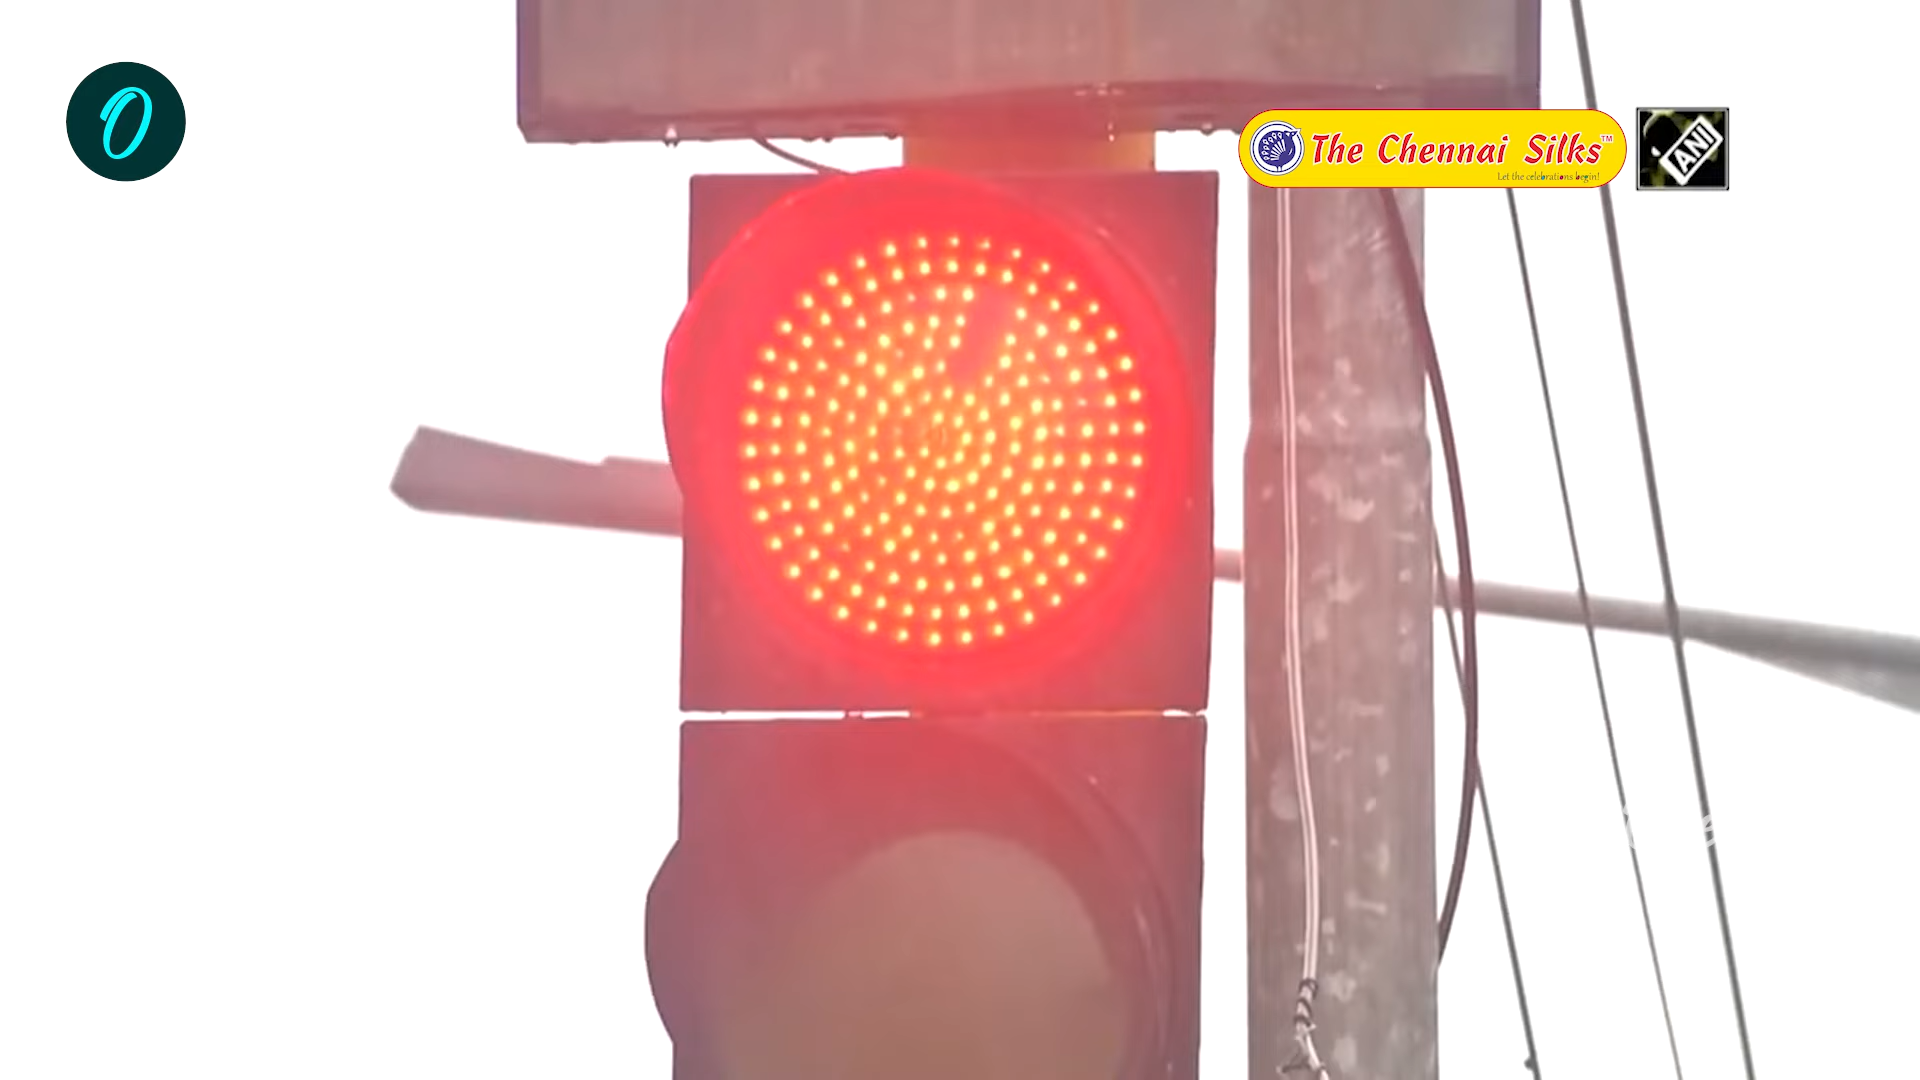 O
The Chennai Silks™
Let the celebrations begin!
ANI